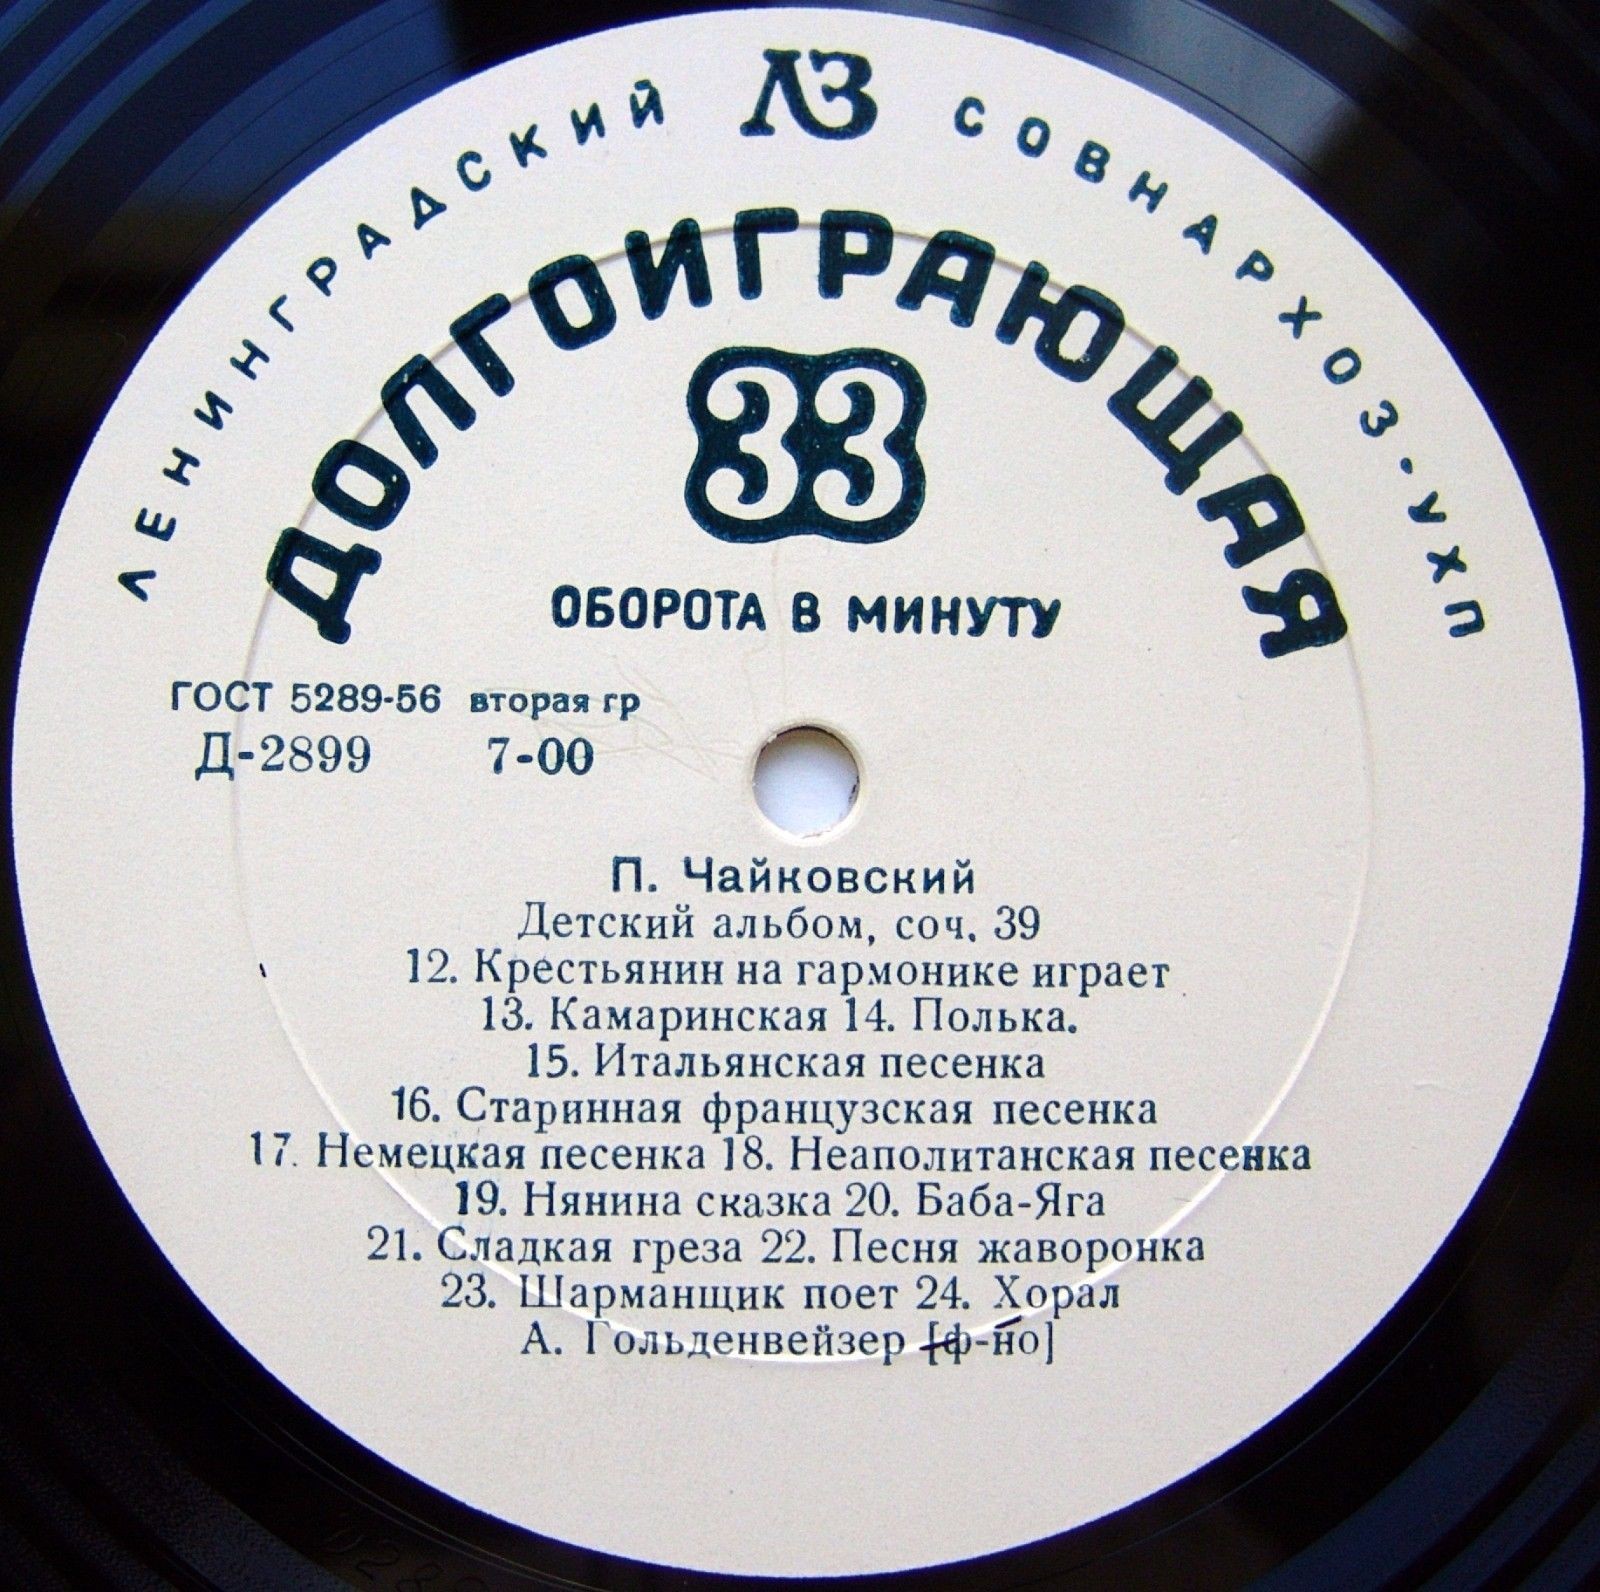 ЛЕНИНГРАДСКИЙ ЛЗ СОВНАРХОЗ·УХП
ДОЛГОИГРАЮЩАЯ
33
ОБОРОТА В МИНУТУ
ГОСТ 5289-56 вторая гр
Д-2899 7-00
П. Чайковский
Детский альбом, соч. 39
12. Крестьянин на гармонике играет
13. Камаринская 14. Полька.
15. Итальянская песенка
16. Старинная французская песенка
17. Немецкая песенка 18. Неаполитанская песенка
19. Нянина сказка 20. Баба-Яга
21. Сладкая греза 22. Песня жаворонка
23. Шарманщик поет 24. Хорал
А. Гольденвейзер [ф-но]